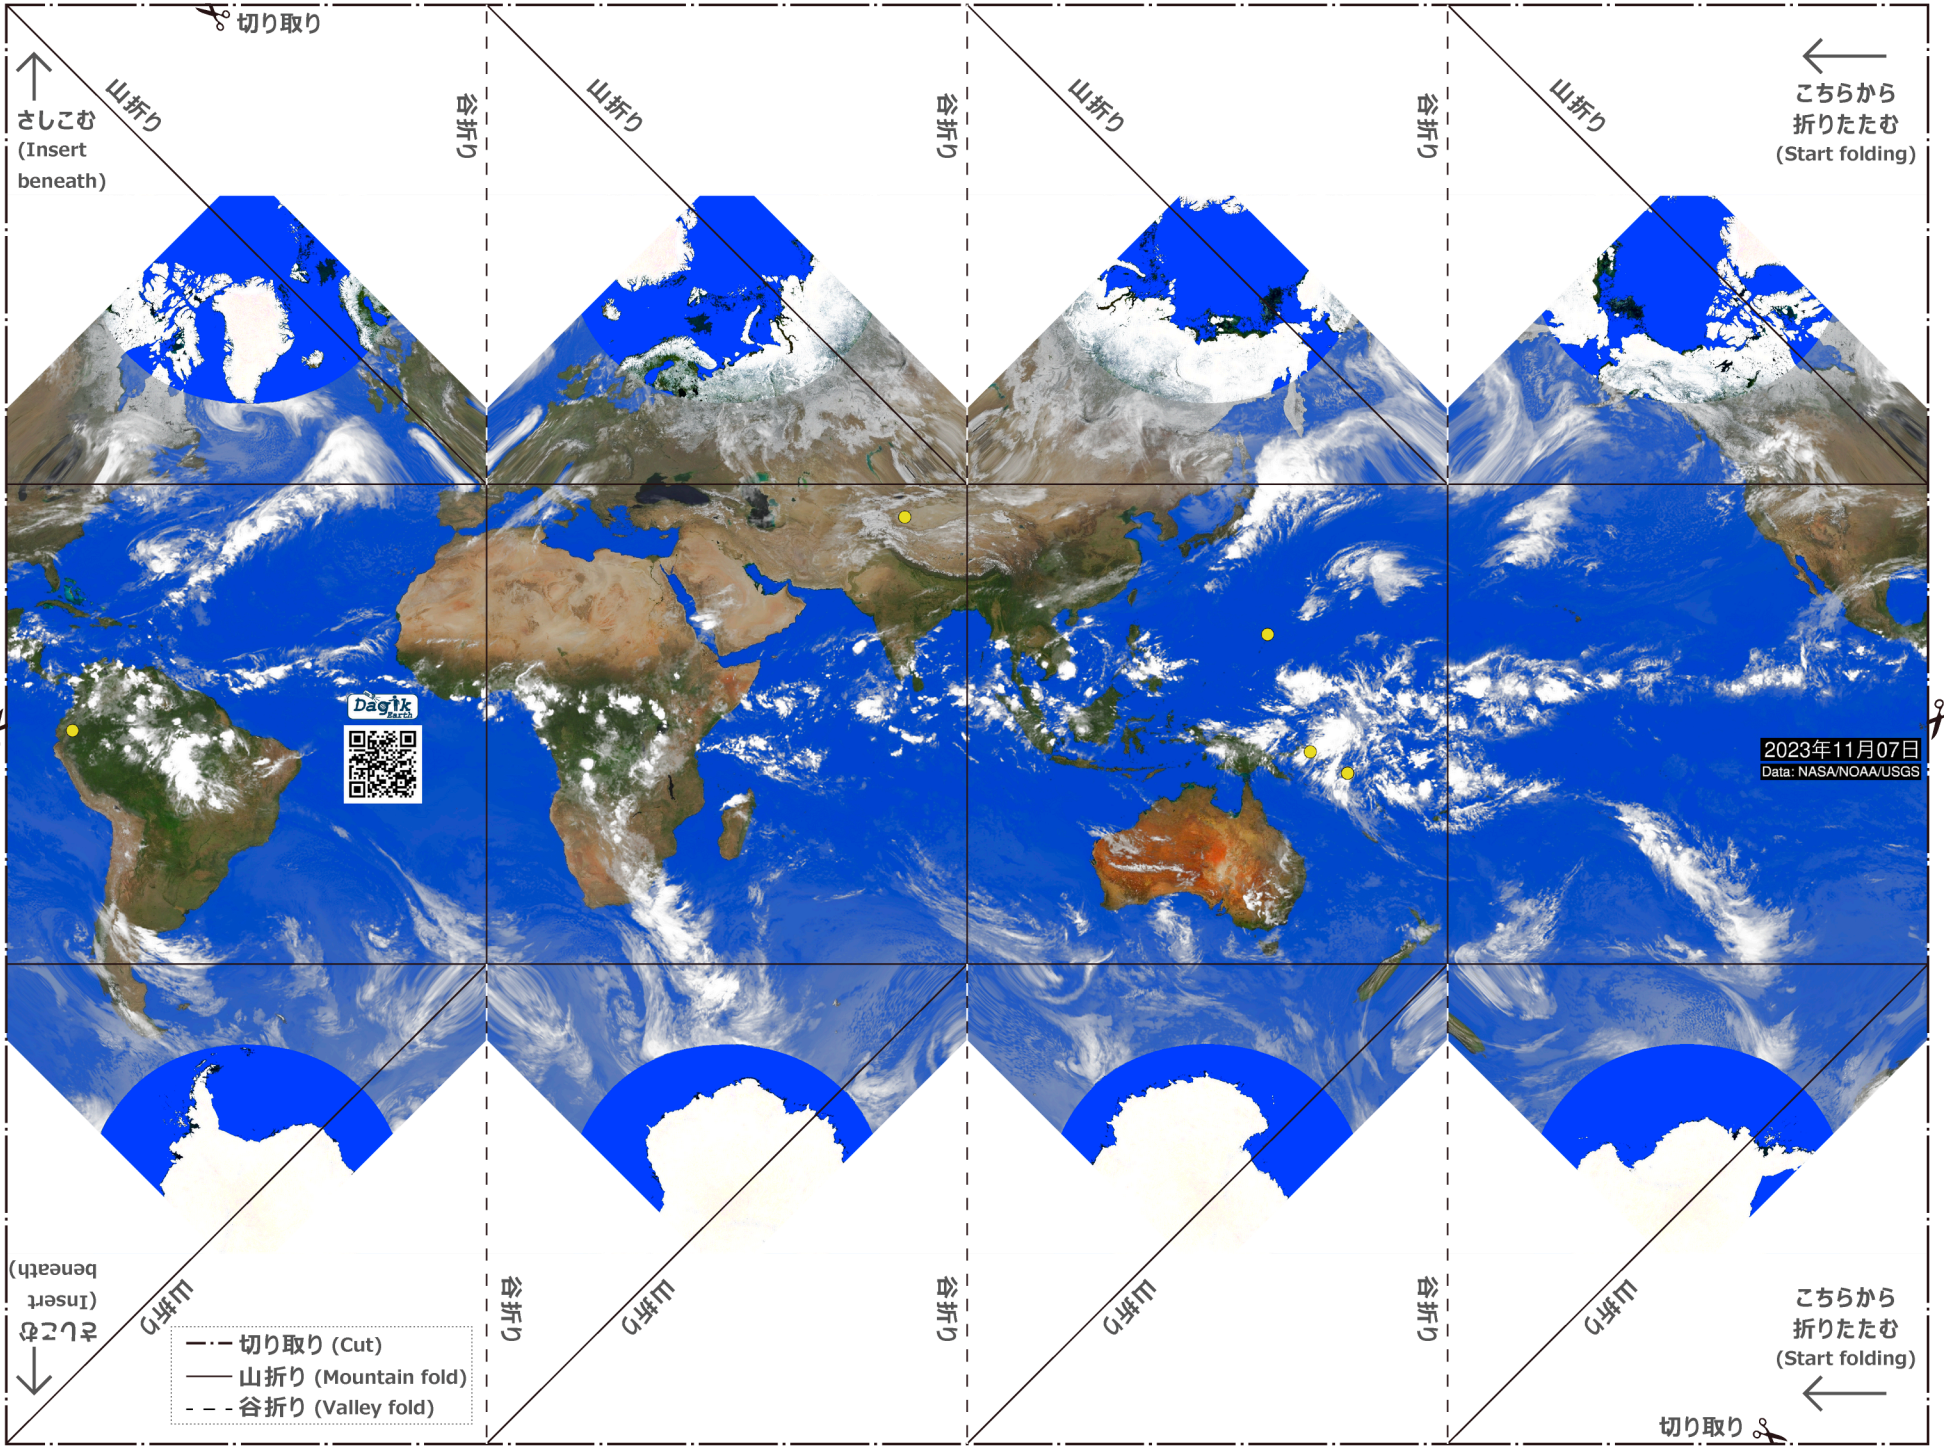 切り取り
山折り
谷折り
山折り
谷折り
山折り
谷折り
山折り
さしこむ
(Insert
beneath)
こちらから
折りたたむ
(Start folding)
Dagik
Earth
2023年11月07日
Data: NASA/NOAA/USGS
さしこむ
(Insert
beneath)
山折り
谷折り
山折り
谷折り
山折り
谷折り
山折り
切り取り (Cut)
山折り (Mountain fold)
谷折り (Valley fold)
こちらから
折りたたむ
(Start folding)
切り取り